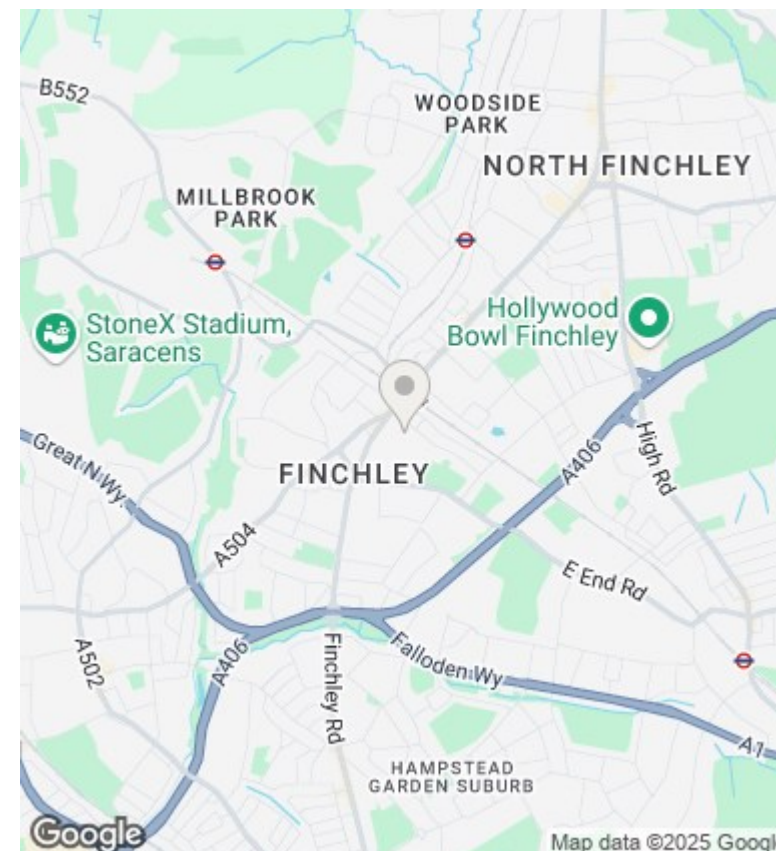 B552
WOODSIDE
PARK
NORTH FINCHLEY
MILLBROOK
PARK
StoneX Stadium,
Saracens
Hollywood
Bowl Finchley
Great N Wy.
FINCHLEY
A406
High Rd
A504
E End Rd
A502
A406
Finchley Rd
Falloden Wy
A1
HAMPSTEAD
GARDEN SUBURB
Google
Map data ©2025 Googl